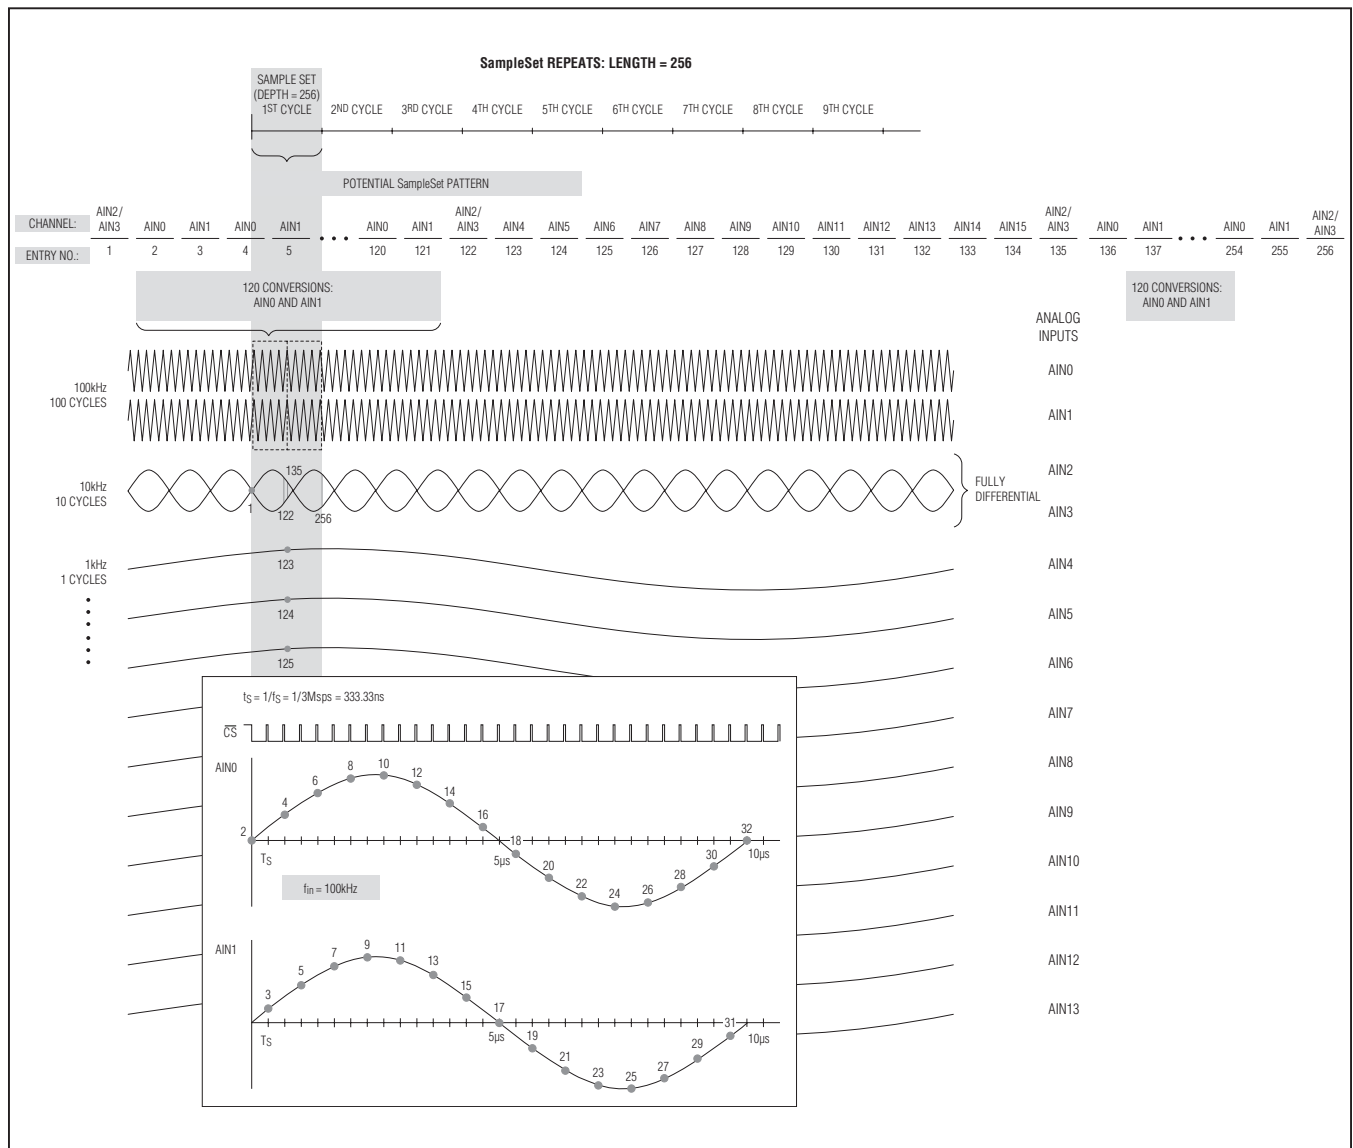 SampleSet REPEATS: LENGTH = 256
SAMPLE SET
(DEPTH = 256)
1ST CYCLE 2ND CYCLE 3RD CYCLE 4TH CYCLE 5TH CYCLE 6TH CYCLE 7TH CYCLE 8TH CYCLE 9TH CYCLE
POTENTIAL SampleSet PATTERN
CHANNEL: AIN2/AIN3 AIN0 AIN1 AIN0 AIN1 ••• AIN0 AIN1 AIN2/AIN3 AIN4 AIN5 AIN6 AIN7 AIN8 AIN9 AIN10 AIN11 AIN12 AIN13 AIN14 AIN15 AIN2/AIN3 AIN0 AIN1 ••• AIN0 AIN1 AIN2/AIN3
ENTRY NO.: 1 2 3 4 5 120 121 122 123 124 125 126 127 128 129 130 131 132 133 134 135 136 137 254 255 256
120 CONVERSIONS:
AIN0 AND AIN1
120 CONVERSIONS:
AIN0 AND AIN1
ANALOG
INPUTS
100kHz
100 CYCLES
AIN0
AIN1
10kHz
10 CYCLES
135
1
122
256
FULLY
DIFFERENTIAL
AIN2
AIN3
1kHz
1 CYCLES
123
AIN4
124
AIN5
125
AIN6
AIN7
AIN8
AIN9
AIN10
AIN11
AIN12
AIN13
tS = 1/fS = 1/3Msps = 333.33ns
CS
AIN0
2 4 6 8 10 12 14 16 18 20 22 24 26 28 30 32
TS
5µs
10µs
fin = 100kHz
AIN1
3 5 7 9 11 13 15 17 19 21 23 25 27 29 31
TS
5µs
10µs